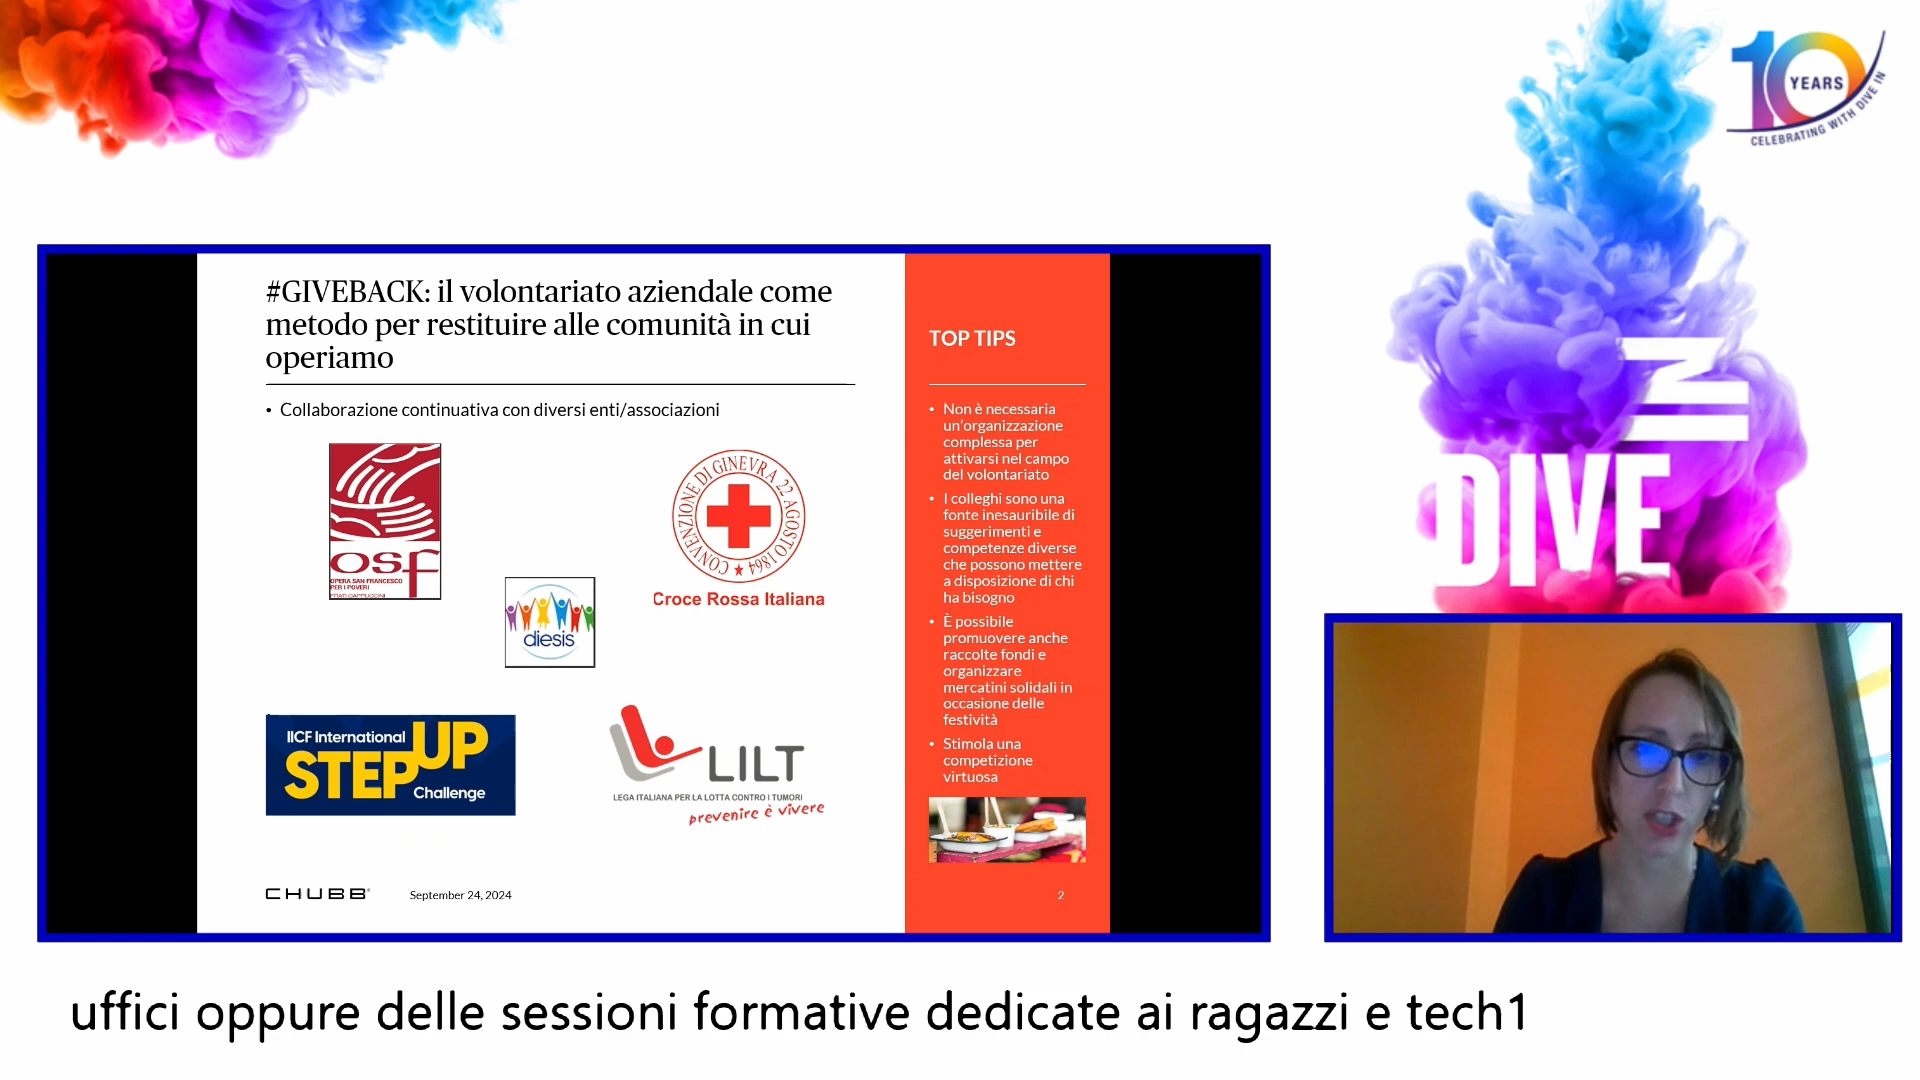 10
YEARS
CELEBRATING WITH DIVE IN
#GIVEBACK: il volontariato aziendale come
metodo per restituire alle comunità in cui
operiamo
• Collaborazione continuativa con diversi enti/associazioni
osf
OPERA SAN FRANCESCO
PER I POVERI
FRATI CAPPUCCINI
CONVENZIONE DI GINEVRA 22 AGOSTO 1864
Croce Rossa Italiana
diesis
IICF International
STEP UP
Challenge
LILT
LEGA ITALIANA PER LA LOTTA CONTRO I TUMORI
prevenire è vivere
CHUBB
September 24, 2024
TOP TIPS
• Non è necessaria
un'organizzazione
complessa per
attivarsi nel campo
del volontariato
• I colleghi sono una
fonte inesauribile di
suggerimenti e
competenze diverse
che possono mettere
a disposizione di chi
ha bisogno
• È possibile
promuovere anche
raccolte fondi e
organizzare
mercatini solidali in
occasione delle
festività
• Stimola una
competizione
virtuosa
2
DIVE
IN
uffici oppure delle sessioni formative dedicate ai ragazzi e tech1